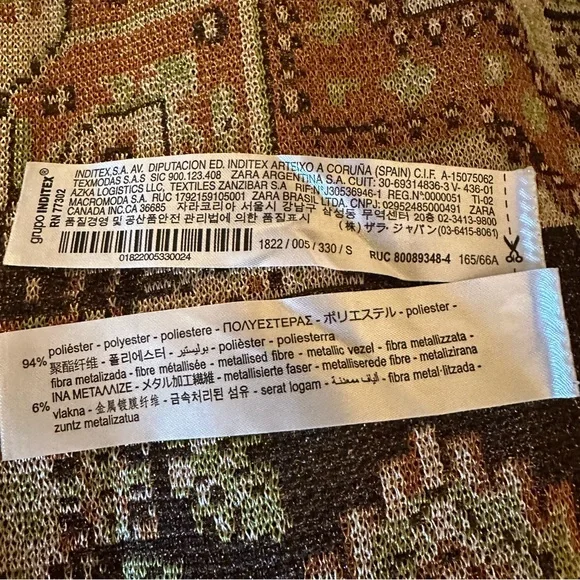 grupo INDITEX®
RN 77302
INDITEX,S.A. AV. DIPUTACION ED. INDITEX ARTEIXO A CORUÑA (SPAIN) C.I.F. A-15075062
TEXMODAS S.A.S SIC 900.123.408 ZARA ARGENTINA S.A. CUIT: 30-69314836-3 V- 436-01
AZKA LOGISTICS LLC, TEXTILES ZANZIBAR S.A. RIF.N°J30536946-1 REG.N°0000051 TI-02
MACROMODA S.A. RUC 1792159105001 ZARA BRASIL LTDA. CNPJ: 02952485000491 ZARA
CANADA INC.CA 36685 자라코리아 서울시 강남구 삼성동 무역센터 20층 02-3413-9800
품질경영 및 공산품안전 관리법에 의한 품질표시 (株) ザラ・ジャパン (03-6415-8061)
01822005330024
1822 / 005 / 330 / S
RUC 80089348-4 165/66A
94% poliéster - polyester - poliestere - ΠΟΛΥΕΣΤΕΡΑΣ - ポリエステル - poliester -
聚酯纤维 - 폴리에스터 - بوليستير - polièster - poliesterra
6% fibra metalizada - fibre métallisée - metallised fibre - metallic vezel - fibra metallizzata -
ΙΝΑ ΜΕΤΑΛΛΙΖΕ - メタル加工繊維 - metallisierte faser - metalliserede fibre - metalizirana
vlakna - 金属镀膜纤维 - 금속처리된 섬유 - serat logam - ألياف ممعدنة - fibra metal·litzada -
zuntz metalizatua